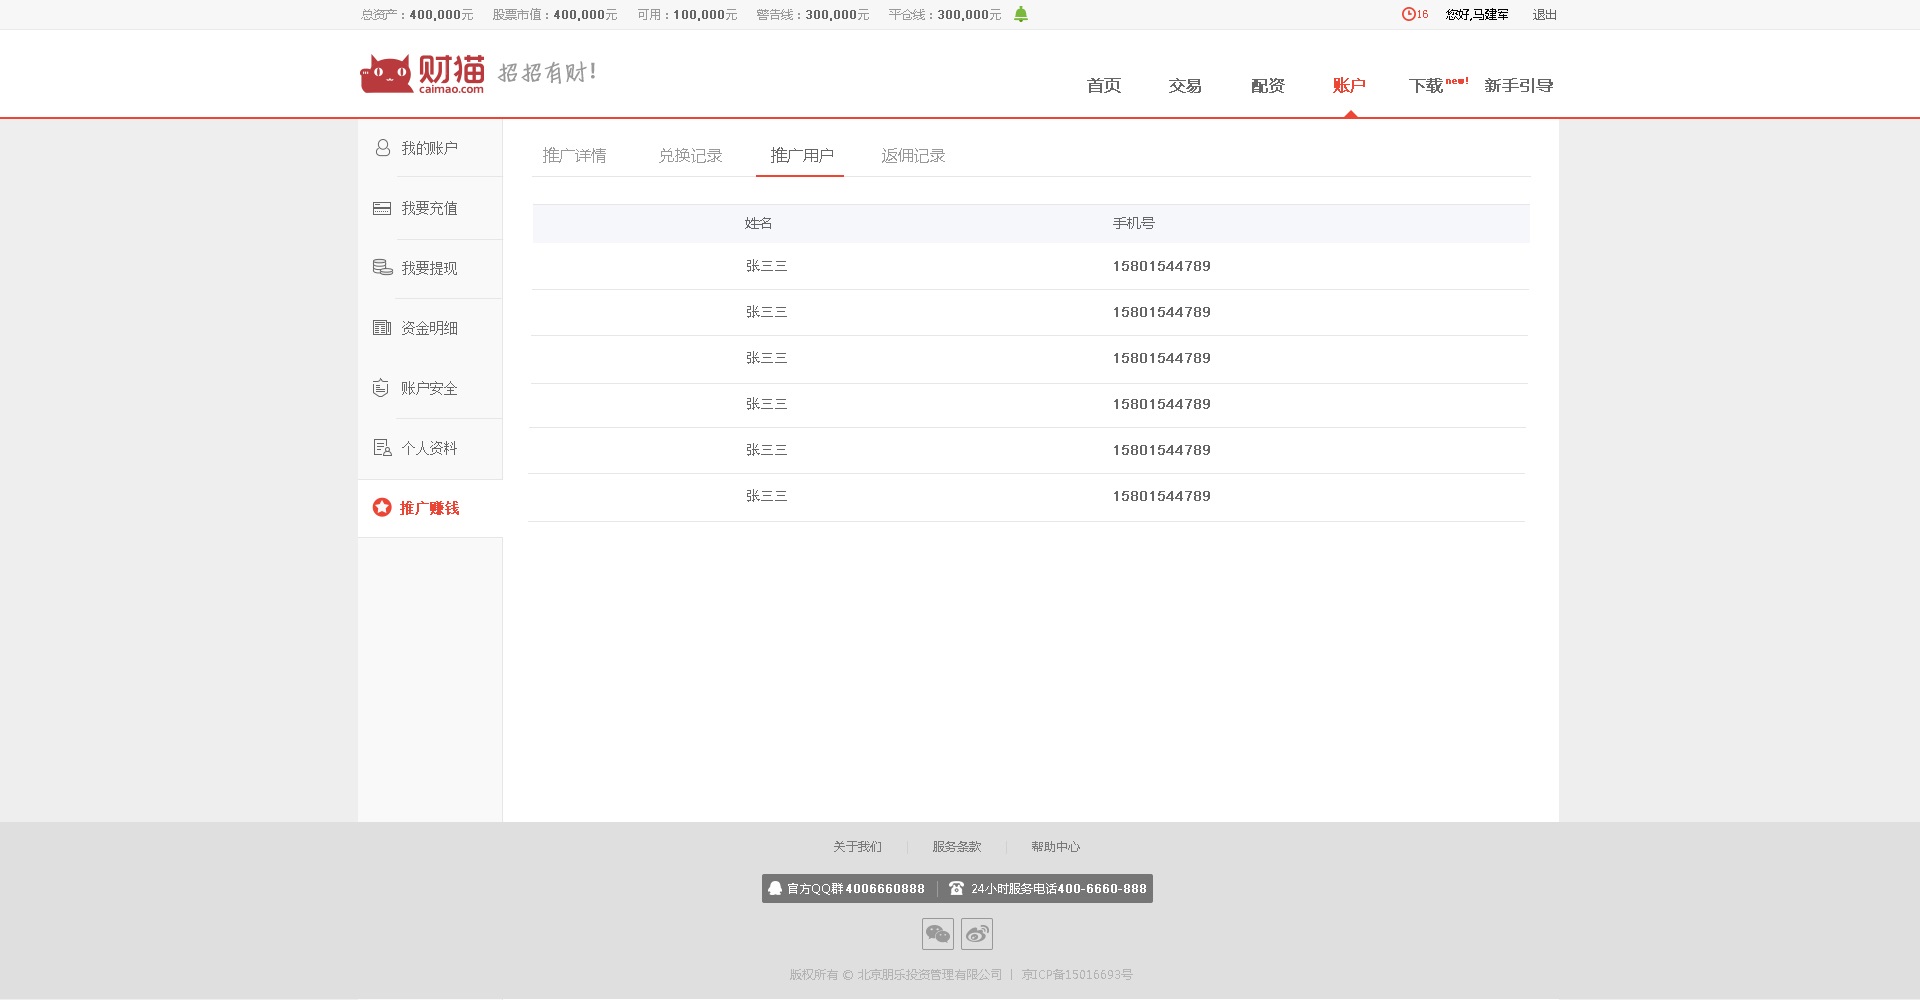 总资产：400,000元 股票市值：400,000元 可用：100,000元 警告线：300,000元 平仓线：300,000元 16 您好,马建军 退出
财猫 招招有财!
caimao.com
首页 交易 配资 账户 下载new! 新手引导
我的账户
我要充值
我要提现
资金明细
账户安全
个人资料
推广赚钱
推广详情 兑换记录 推广用户 返佣记录
姓名 手机号
张三三 15801544789
张三三 15801544789
张三三 15801544789
张三三 15801544789
张三三 15801544789
张三三 15801544789
关于我们 | 服务条款 | 帮助中心
官方QQ群4006660888 | 24小时服务电话400-6660-888
版权所有 © 北京朋乐投资管理有限公司 | 京ICP备15016693号